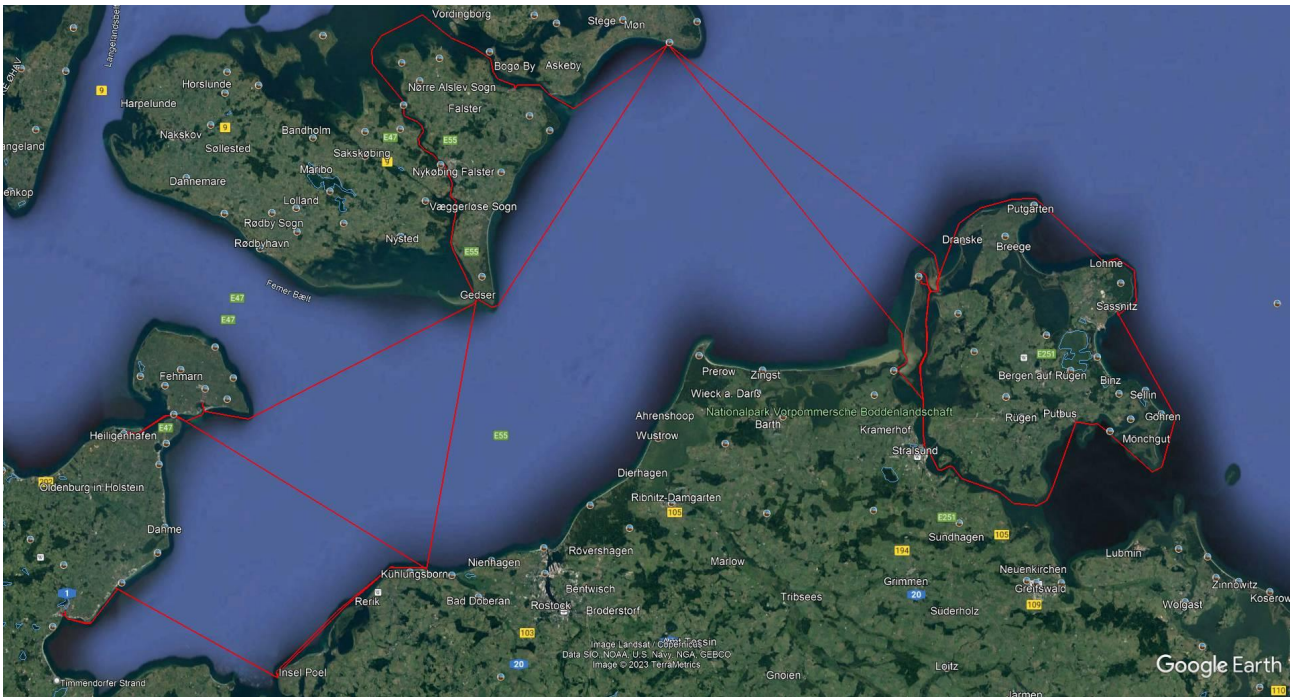 Vordingborg
Stege
Møn
Langelandsbælt
9
Horslunde
Bogø By
Askeby
Nørre Alslev Sogn
Harpelunde
Falster
Bandholm
Nakskov
9
E47
E55
Søllested
Sakskøbing
9
Maribo
Nykøbing Falster
Dannemare
Lolland
Væggerløse Sogn
Putgarten
Rødby Sogn
Rødbyhavn
Nysted
Dranske
Breege
E55
Lohme
Femer Bælt
Gedser
E47
Sassnitz
E47
E251
Prerow
Zingst
Bergen auf Rügen
Binz
Fehmarn
Wieck a. Darß
Sellin
Nationalpark Vorpommersche Boddenlandschaft
Ahrenshoop
Barth
Rügen
Putbus
Göhren
E47
Heiligenhafen
E55
Wustrow
Kramerhof
Mönchgut
Stralsund
Dierhagen
202
Oldenburg in Holstein
Ribnitz-Damgarten
105
E251
Dahme
Sundhagen
105
Rövershagen
194
Lubmin
Nienhagen
Marlow
Neuenkirchen
Kühlungsborn
Grimmen
Greifswald
Zinnowitz
1
Rerik
Bad Doberan
Bentwisch
Tribsees
20
Süderholz
109
Wolgast
Koserow
Rostock
Broderstorf
103
Image Landsat / Copernicus
Data SIO, NOAA, U.S. Navy, NGA, GEBCO
Image © 2023 TerraMetrics
20
Insel Poel
Loitz
Google Earth
Timmendorfer Strand
Gnoien
Jarmen
110